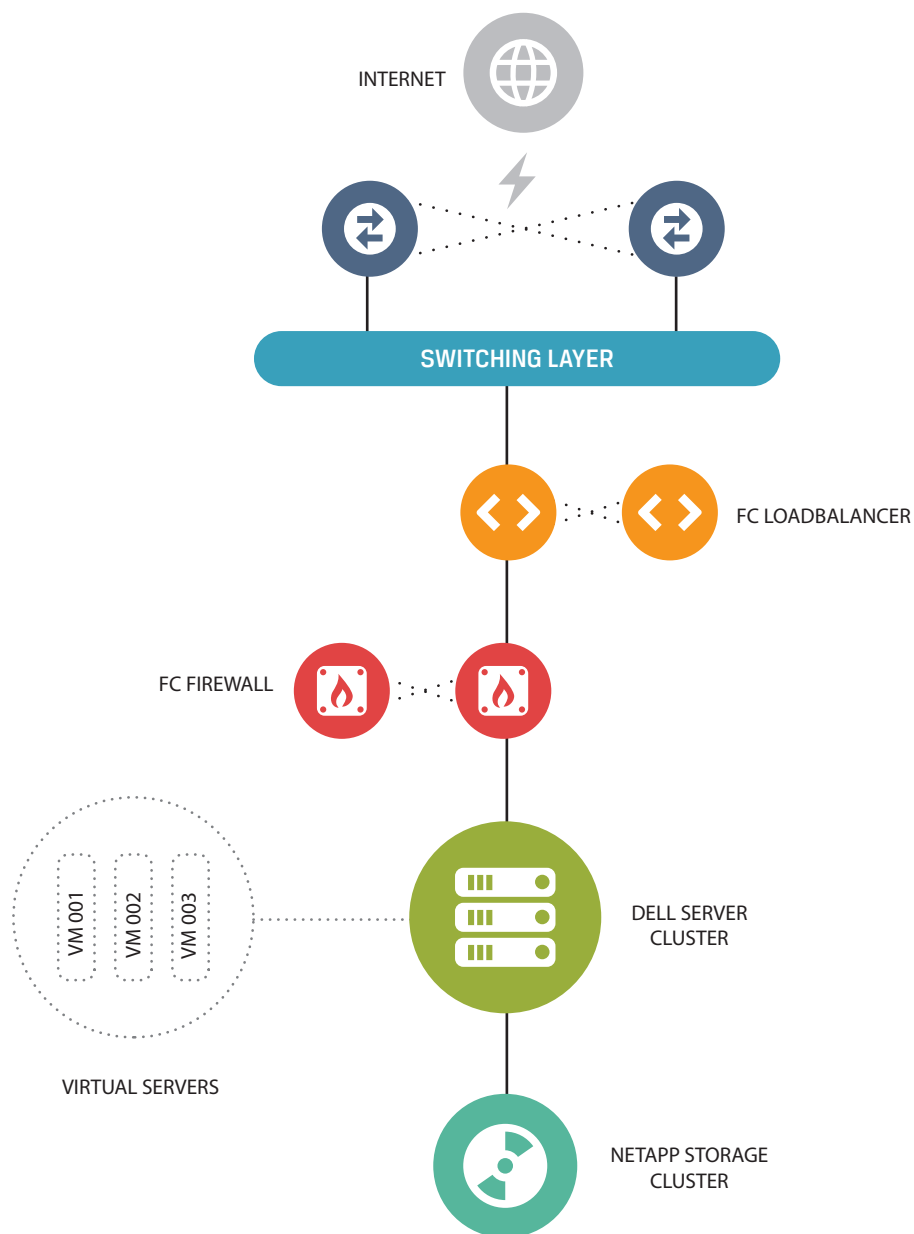 INTERNET
SWITCHING LAYER
FC LOADBALANCER
FC FIREWALL
VM 001
VM 002
VM 003
DELL SERVER
CLUSTER
VIRTUAL SERVERS
NETAPP STORAGE
CLUSTER